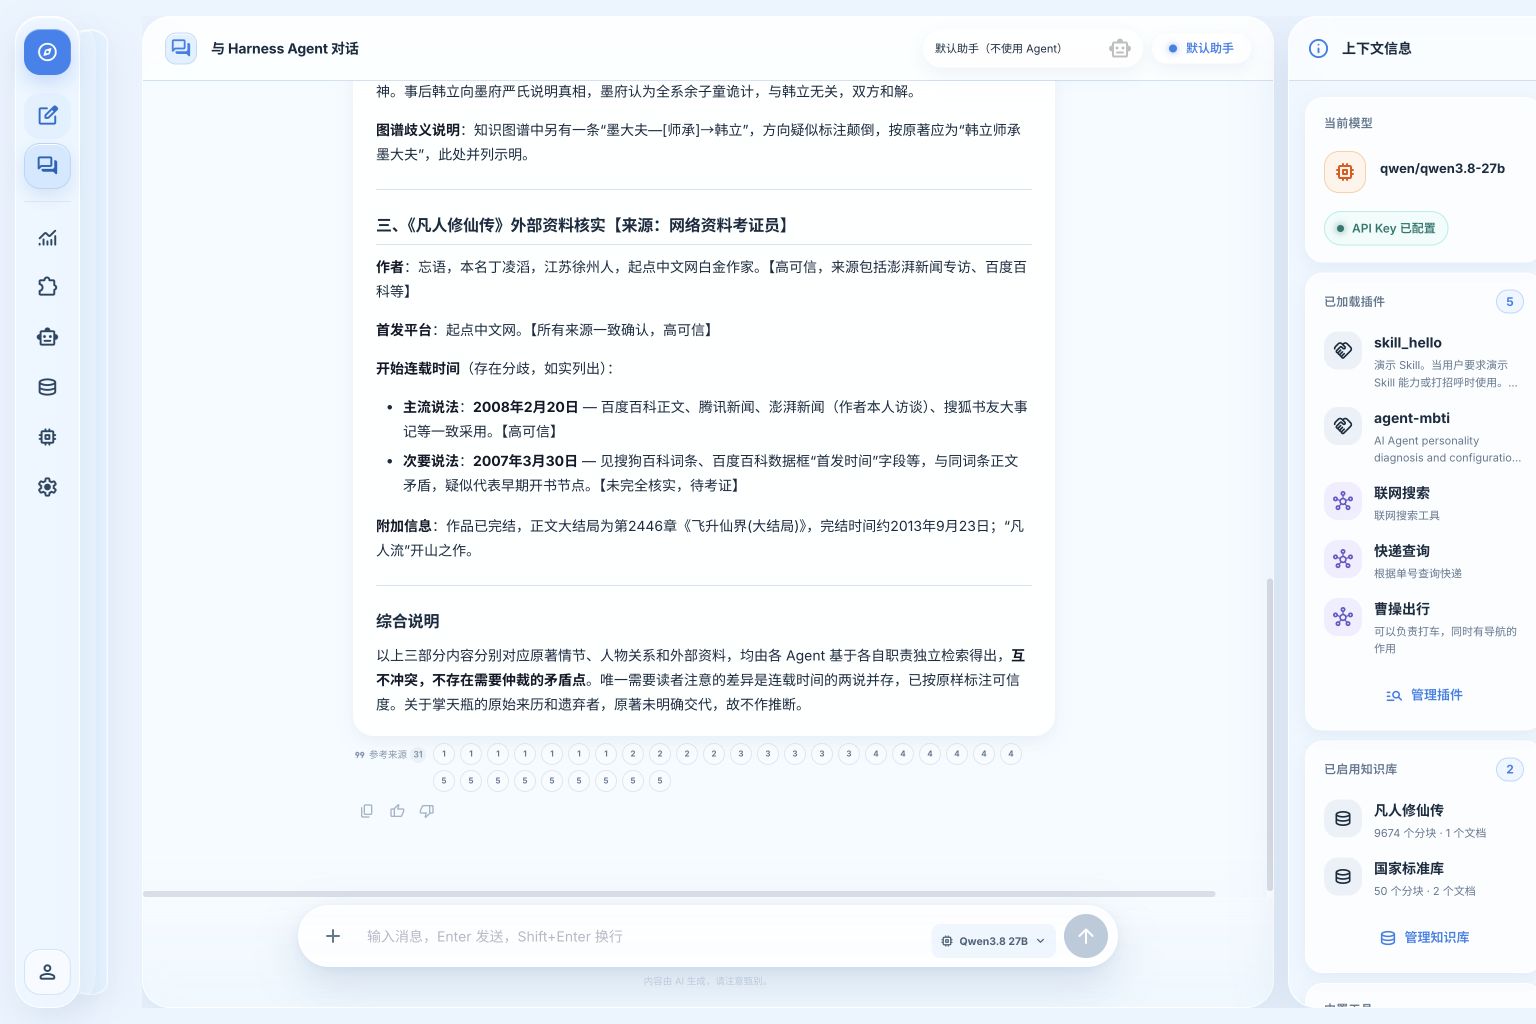 与 Harness Agent 对话
默认助手（不使用 Agent）
默认助手
神。事后韩立向墨府严氏说明真相，墨府认为全系余子童诡计，与韩立无关，双方和解。
图谱歧义说明：知识图谱中另有一条“墨大夫—[师承]→韩立”，方向疑似标注颠倒，按原著应为“韩立师承
墨大夫”，此处并列示明。
三、《凡人修仙传》外部资料核实【来源：网络资料考证员】
作者：忘语，本名丁凌滔，江苏徐州人，起点中文网白金作家。【高可信，来源包括澎湃新闻专访、百度百
科等】
首发平台：起点中文网。【所有来源一致确认，高可信】
开始连载时间（存在分歧，如实列出）：
• 主流说法：2008年2月20日 — 百度百科正文、腾讯新闻、澎湃新闻（作者本人访谈）、搜狐书友大事
记等一致采用。【高可信】
• 次要说法：2007年3月30日 — 见搜狗百科词条、百度百科数据框“首发时间”字段等，与同词条正文
矛盾，疑似代表早期开书节点。【未完全核实，待考证】
附加信息：作品已完结，正文大结局为第2446章《飞升仙界(大结局)》，完结时间约2013年9月23日；“凡
人流”开山之作。
综合说明
以上三部分内容分别对应原著情节、人物关系和外部资料，均由各 Agent 基于各自职责独立检索得出，互
不冲突，不存在需要仲裁的矛盾点。唯一需要读者注意的差异是连载时间的两说并存，已按原样标注可信
度。关于掌天瓶的原始来历和遗弃者，原著未明确交代，故不作推断。
参考来源 31 1 1 1 1 1 1 1 2 2 2 2 3 3 3 3 3 4 4 4 4 4 4
5 5 5 5 5 5 5 5 5
输入消息，Enter 发送，Shift+Enter 换行
Qwen3.8 27B
内容由 AI 生成，请注意甄别。
上下文信息
当前模型
qwen/qwen3.8-27b
API Key 已配置
已加载插件 5
skill_hello
演示 Skill。当用户要求演示
Skill 能力或打招呼时使用。...
agent-mbti
AI Agent personality
diagnosis and configuratio...
联网搜索
联网搜索工具
快递查询
根据单号查询快递
曹操出行
可以负责打车，同时有导航的
作用
管理插件
已启用知识库 2
凡人修仙传
9674 个分块 · 1 个文档
国家标准库
50 个分块 · 2 个文档
管理知识库